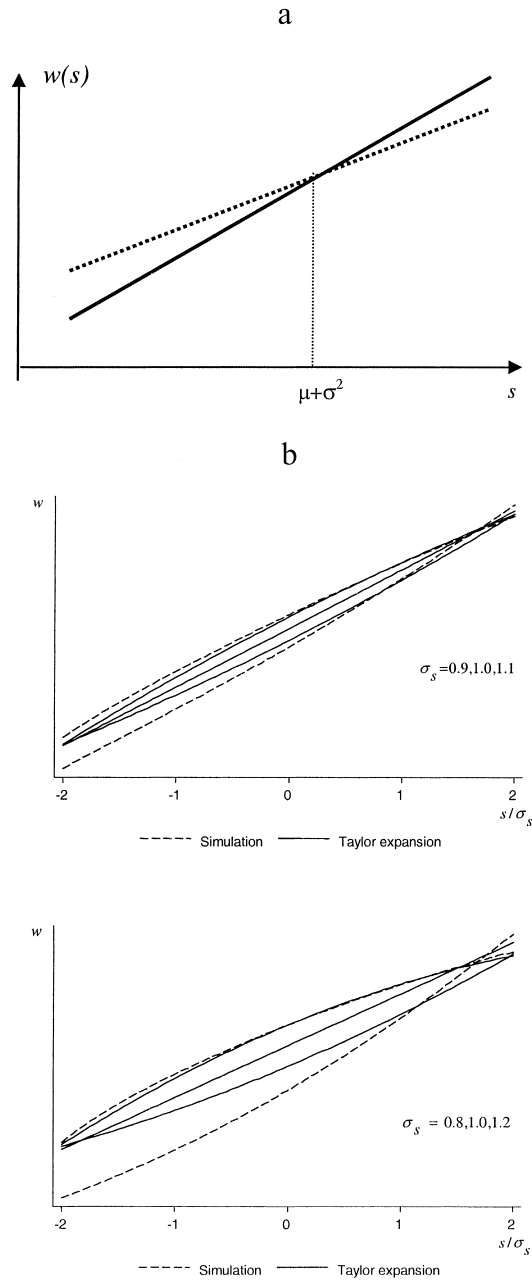 a
w(s)
μ+σ²
s
b
w
σs=0.9,1.0,1.1
-2 -1 0 1 2
s/σs
Simulation Taylor expansion
w
σs = 0.8,1.0,1.2
-2 -1 0 1 2
s/σs
Simulation Taylor expansion